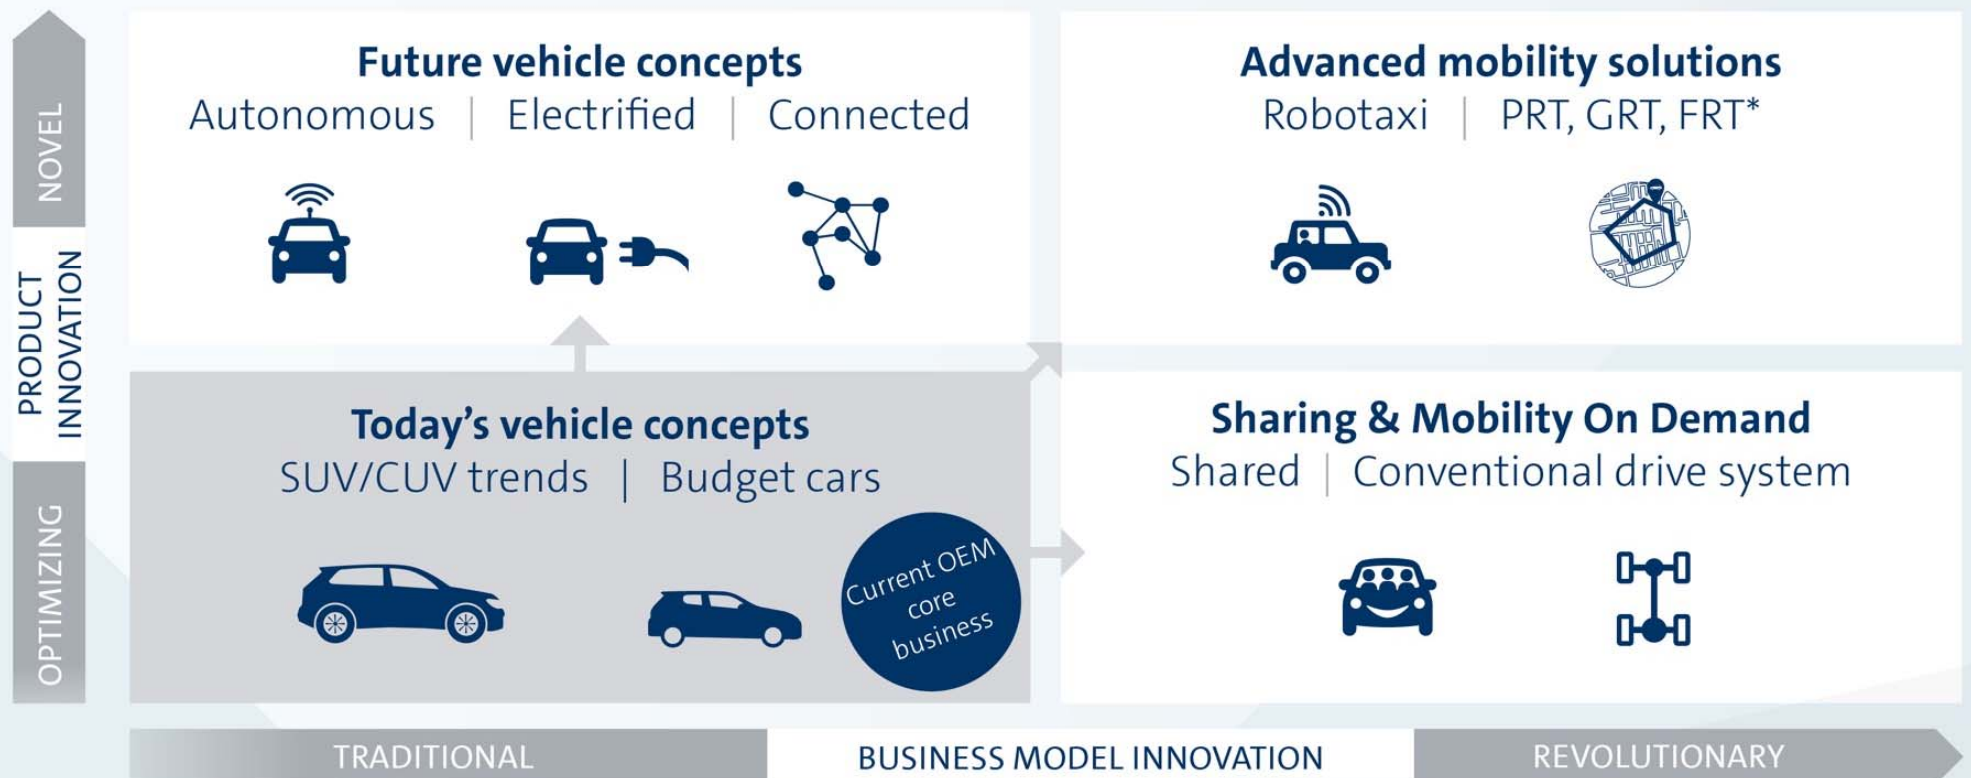 NOVEL
PRODUCT
INNOVATION
OPTIMIZING
Future vehicle concepts
Autonomous | Electrified | Connected
Advanced mobility solutions
Robotaxi | PRT, GRT, FRT*
Today’s vehicle concepts
SUV/CUV trends | Budget cars
Current OEM
core
business
Sharing & Mobility On Demand
Shared | Conventional drive system
TRADITIONAL
BUSINESS MODEL INNOVATION
REVOLUTIONARY